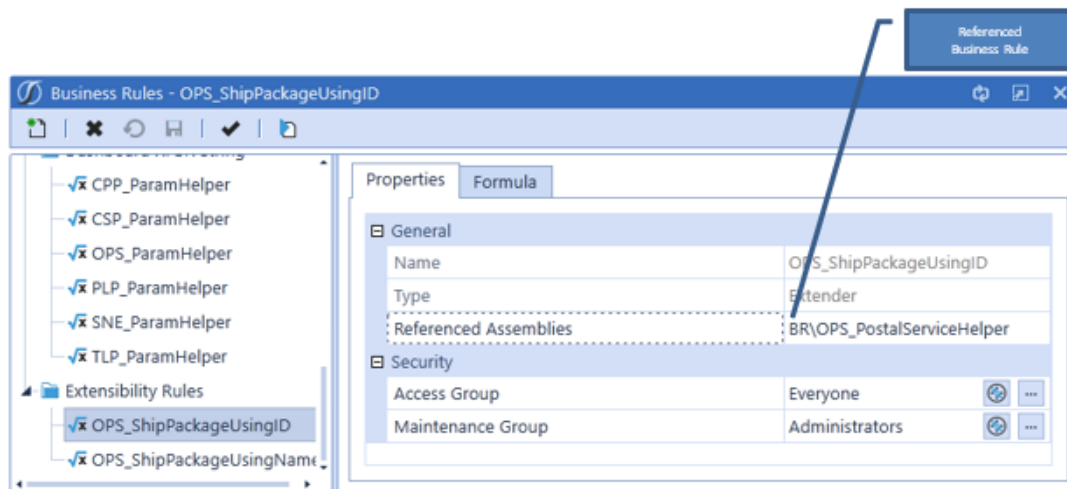 Referenced
Business Rule
Business Rules - OPS_ShipPackageUsingID
CPP_ParamHelper
CSP_ParamHelper
OPS_ParamHelper
PLP_ParamHelper
SNE_ParamHelper
TLP_ParamHelper
Extensibility Rules
OPS_ShipPackageUsingID
OPS_ShipPackageUsingName
Properties Formula
General
Name OPS_ShipPackageUsingID
Type Extender
Referenced Assemblies BR\OPS_PostalServiceHelper
Security
Access Group Everyone
Maintenance Group Administrators